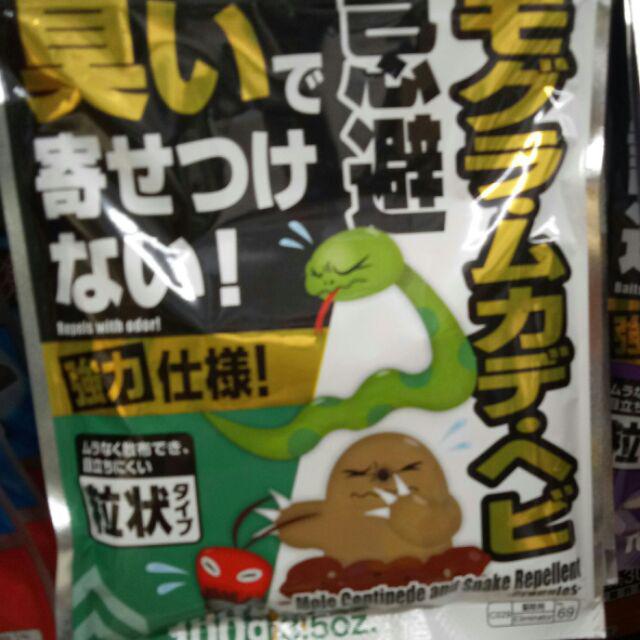 臭いで
寄せつけ
ない!
Repels with odor!
強力仕様!
ムラなく散布でき、
目立ちにくい
粒状タイプ
忌避
モグラ・ムカデ・ヘビ
Mole Centipede and Snake Repellent
69